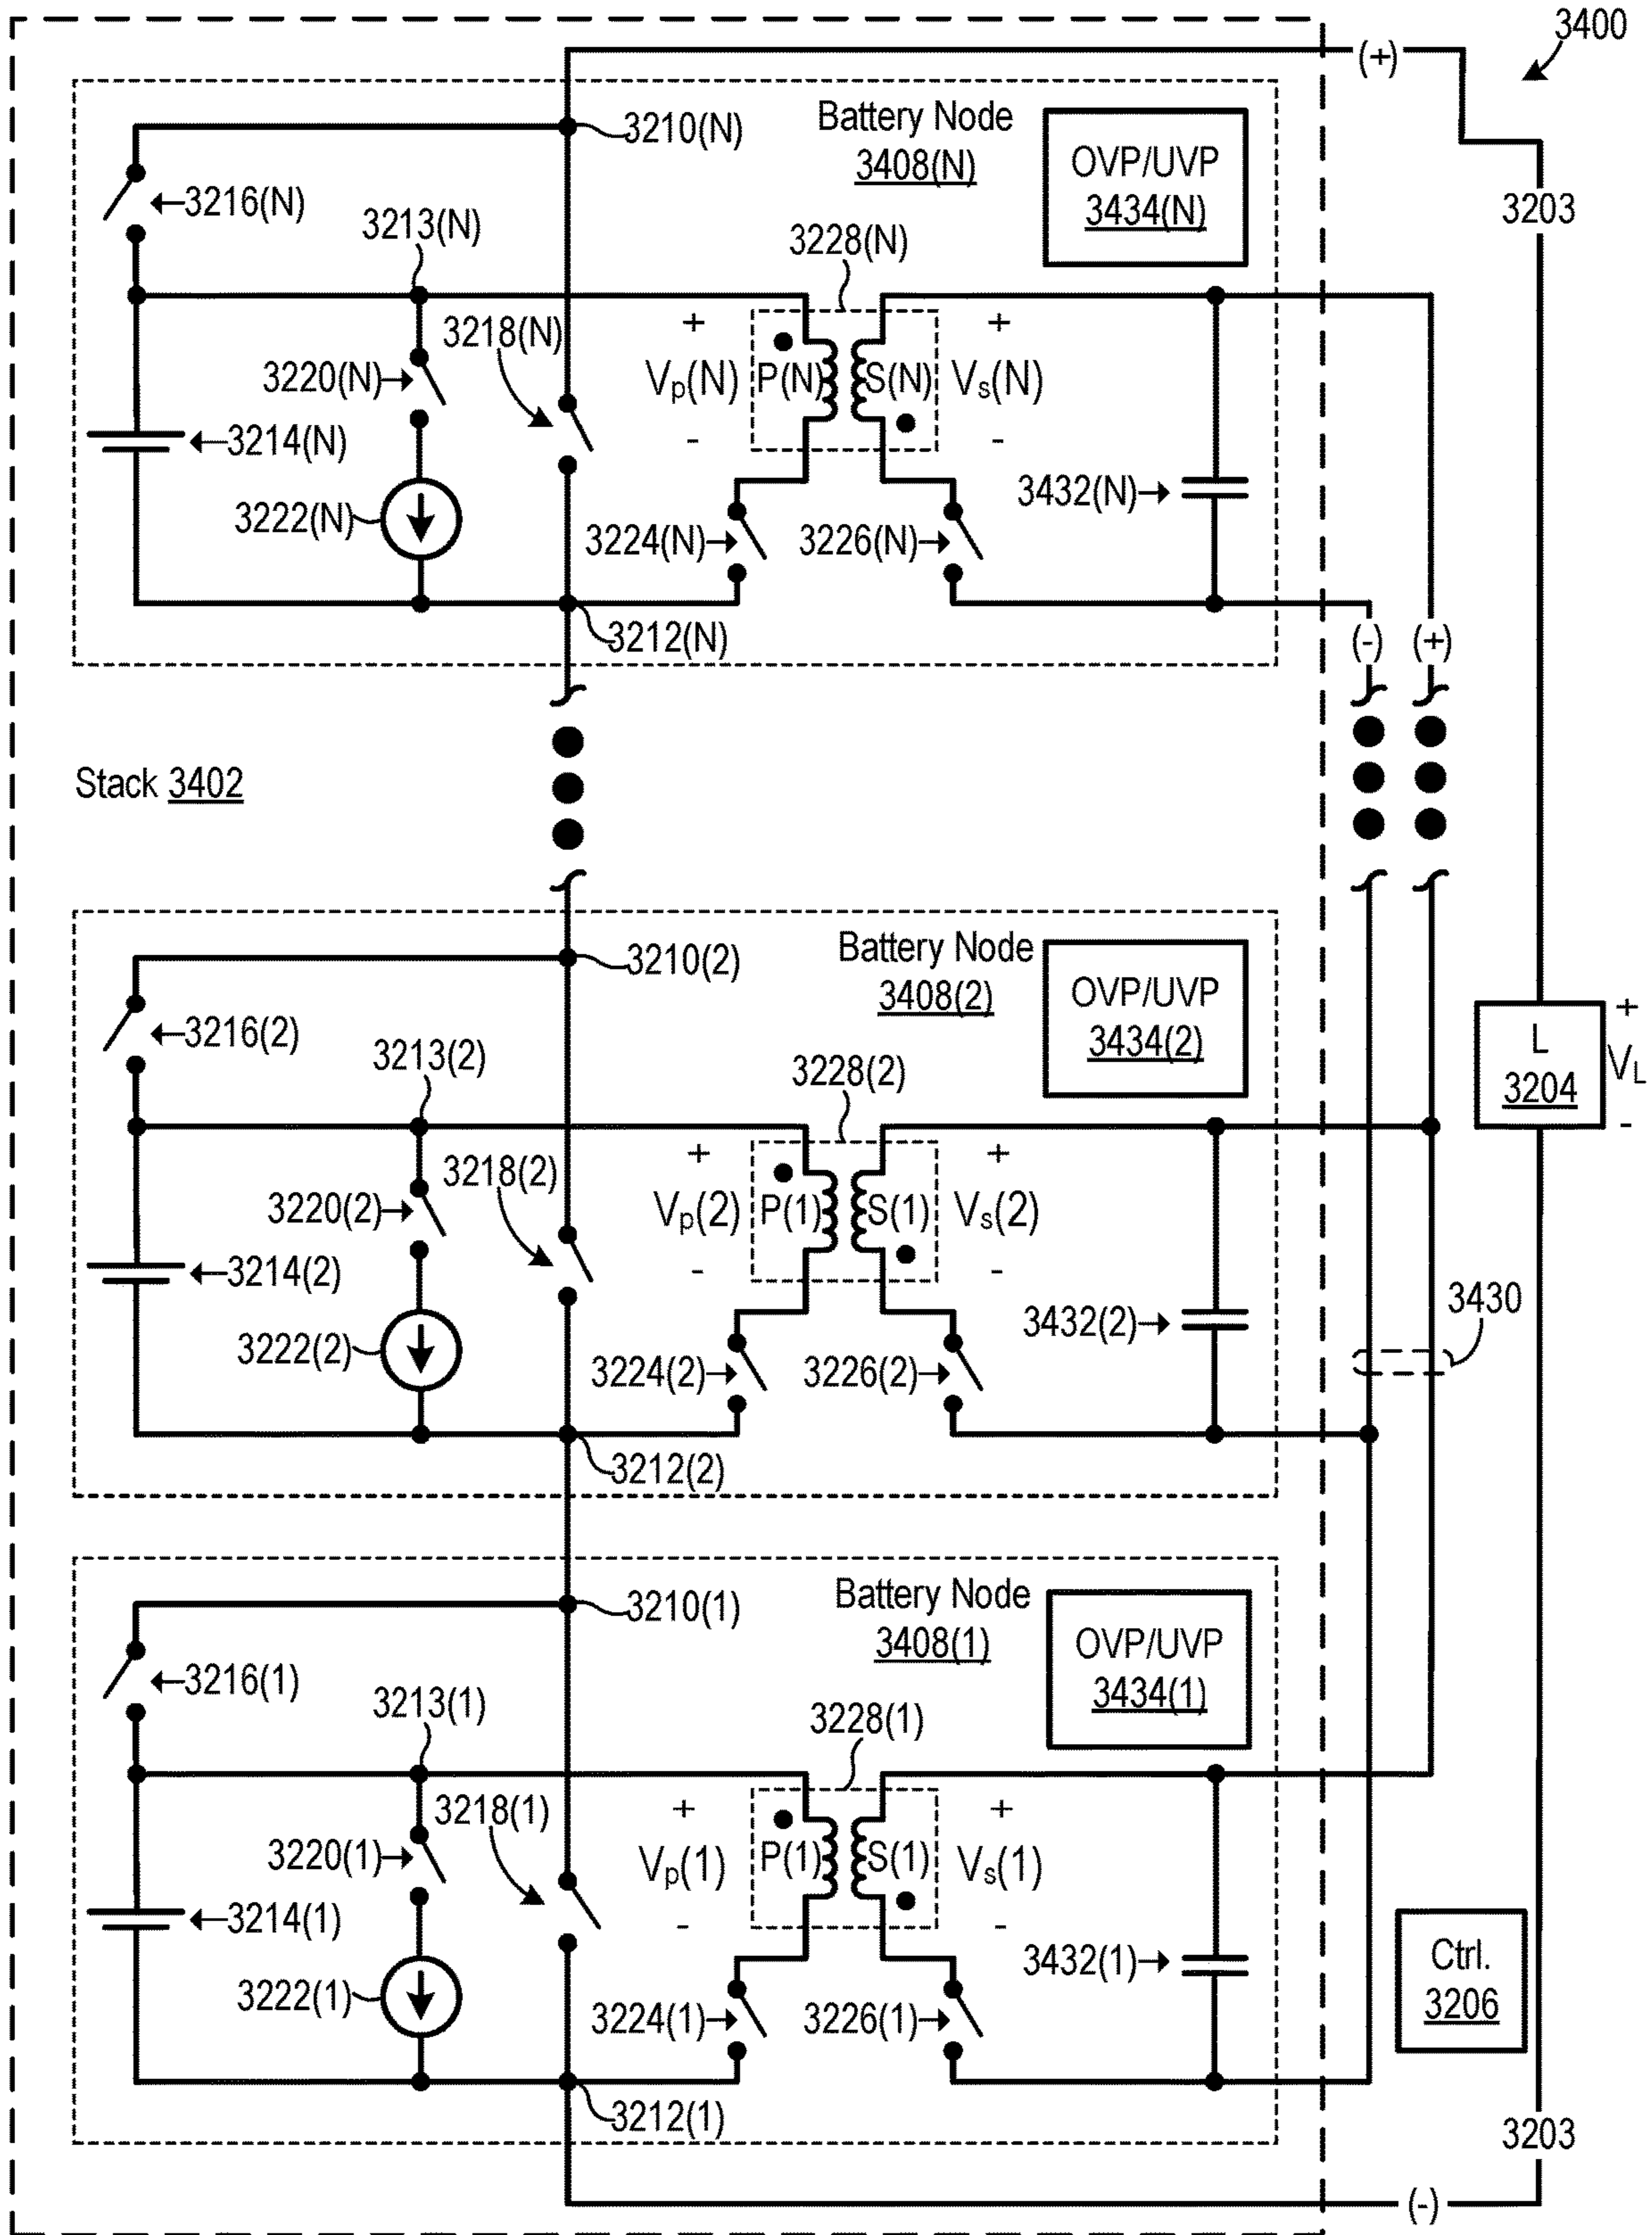 3400
(+)
Battery Node
3408(N)
OVP/UVP
3434(N)
3210(N)
3216(N)
3203
3213(N)
3228(N)
3218(N)
3220(N)
+
Vp(N)
-
P(N)
S(N)
+
Vs(N)
-
3214(N)
3432(N)
3222(N)
3224(N)
3226(N)
3212(N)
(-)
(+)
Stack 3402
Battery Node
3408(2)
OVP/UVP
3434(2)
3210(2)
3216(2)
3213(2)
3228(2)
L
3204
+
VL
-
3218(2)
3220(2)
+
Vp(2)
-
P(1)
S(1)
+
Vs(2)
-
3214(2)
3432(2)
3430
3222(2)
3224(2)
3226(2)
3212(2)
Battery Node
3408(1)
OVP/UVP
3434(1)
3210(1)
3216(1)
3213(1)
3228(1)
3218(1)
3220(1)
+
Vp(1)
-
P(1)
S(1)
+
Vs(1)
-
3214(1)
3432(1)
Ctrl.
3206
3222(1)
3224(1)
3226(1)
3212(1)
3203
(-)